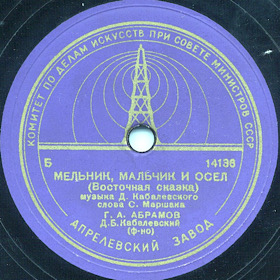 КОМИТЕТ ПО ДЕЛАМ ИСКУССТВ ПРИ СОВЕТЕ МИНИСТРОВ СССР
Б 14136
МЕЛЬНИК, МАЛЬЧИК И ОСЕЛ
(Восточная сказка)
музыка Д. Кабалевского
слова С. Маршака
Г. А. АБРАМОВ
Д.Б.Кабалевский
(ф-но)
АПРЕЛЕВСКИЙ ЗАВОД